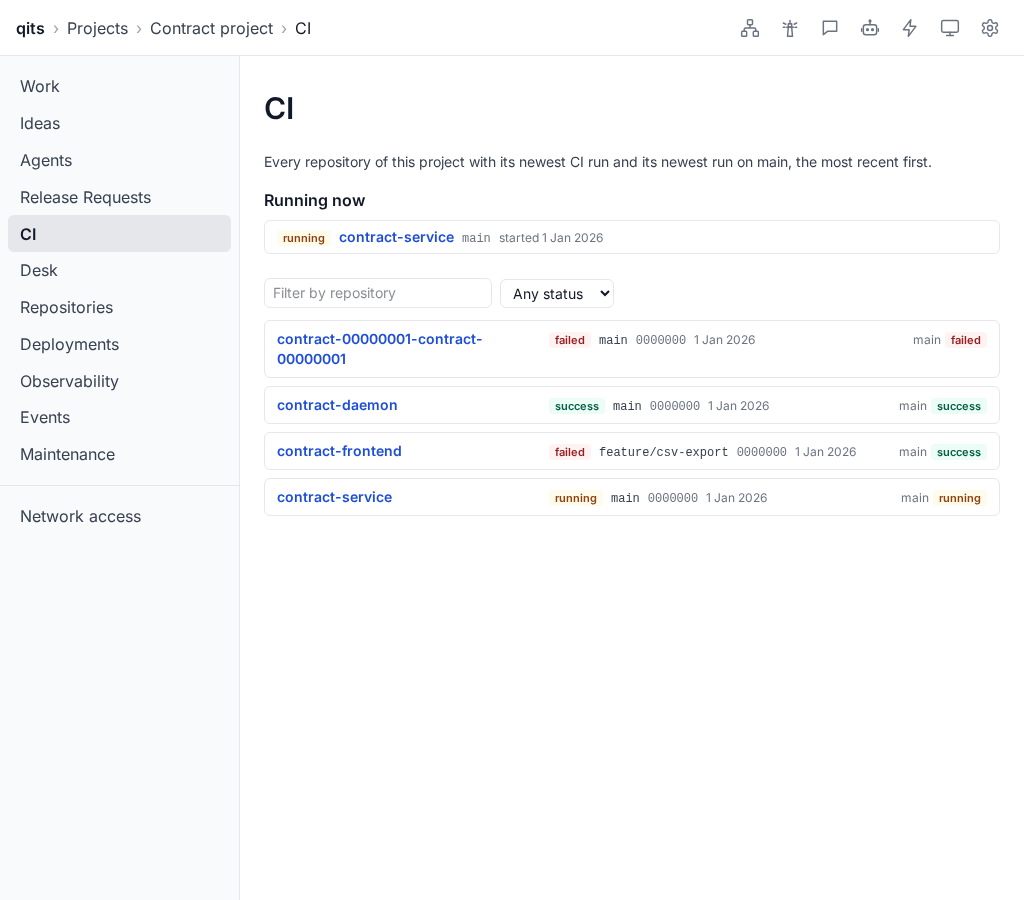 qits › Projects › Contract project › CI
Work
Ideas
Agents
Release Requests
CI
Desk
Repositories
Deployments
Observability
Events
Maintenance
Network access
CI
Every repository of this project with its newest CI run and its newest run on main, the most recent first.
Running now
running contract-service main started 1 Jan 2026
Filter by repository Any status
contract-00000001-contract-
00000001 failed main 0000000 1 Jan 2026 main failed
contract-daemon success main 0000000 1 Jan 2026 main success
contract-frontend failed feature/csv-export 0000000 1 Jan 2026 main success
contract-service running main 0000000 1 Jan 2026 main running